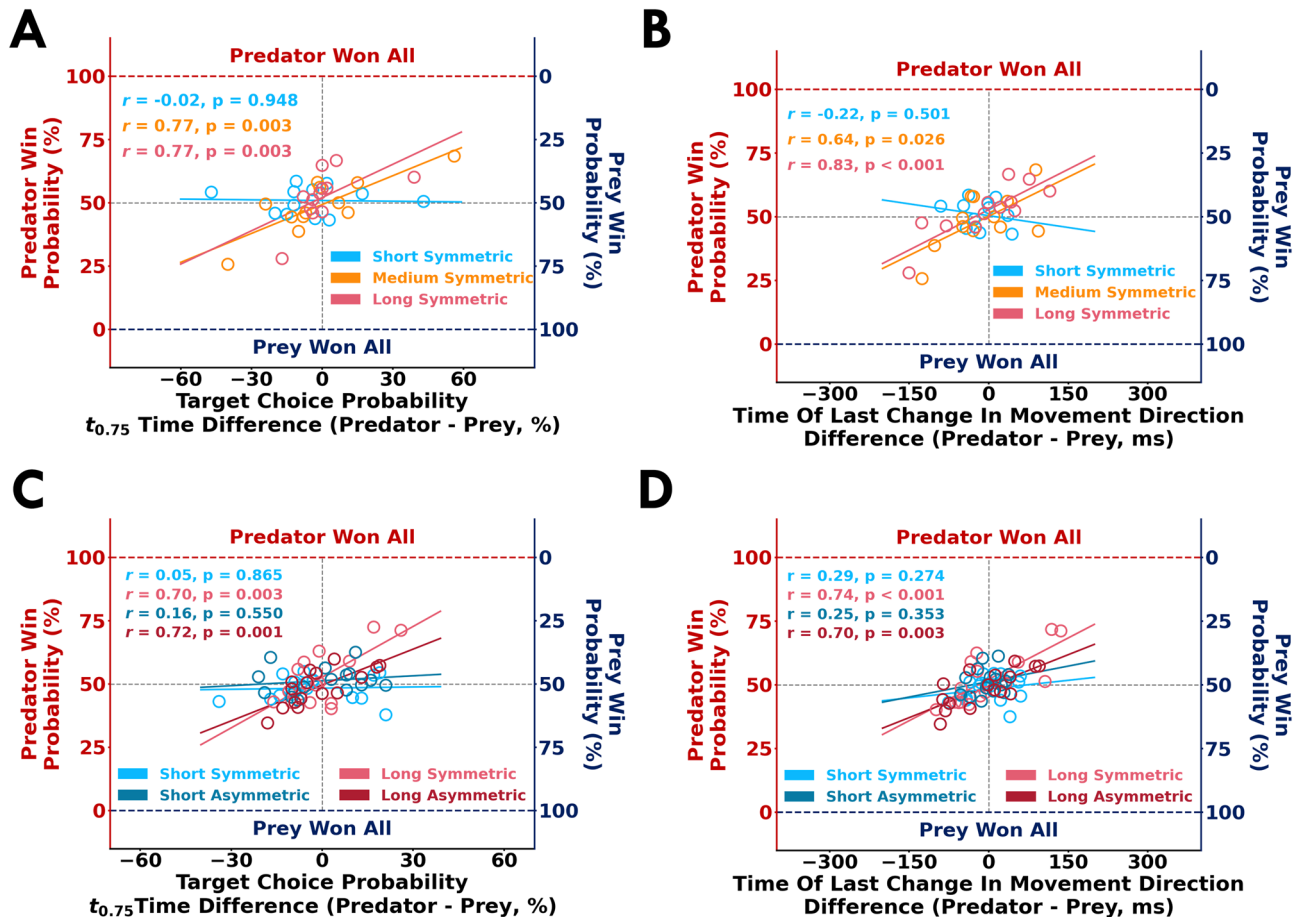 A
Predator Won All
r = -0.02, p = 0.948
r = 0.77, p = 0.003
r = 0.77, p = 0.003
100
75
50
25
0
Predator Win
Probability (%)
0
25
50
75
100
Prey Win
Probability (%)
Short Symmetric
Medium Symmetric
Long Symmetric
Prey Won All
−60 −30 0 30 60
Target Choice Probability
t0.75 Time Difference (Predator - Prey, %)
B
Predator Won All
r = -0.22, p = 0.501
r = 0.64, p = 0.026
r = 0.83, p < 0.001
100
75
50
25
0
Predator Win
Probability (%)
0
25
50
75
100
Prey Win
Probability (%)
Short Symmetric
Medium Symmetric
Long Symmetric
Prey Won All
−300 −150 0 150 300
Time Of Last Change In Movement Direction
Difference (Predator - Prey, ms)
C
Predator Won All
r = 0.05, p = 0.865
r = 0.70, p = 0.003
r = 0.16, p = 0.550
r = 0.72, p = 0.001
100
75
50
25
0
Predator Win
Probability (%)
0
25
50
75
100
Prey Win
Probability (%)
Short Symmetric Long Symmetric
Short Asymmetric Long Asymmetric
Prey Won All
−60 −30 0 30 60
Target Choice Probability
t0.75Time Difference (Predator - Prey, %)
D
Predator Won All
r = 0.29, p = 0.274
r = 0.74, p < 0.001
r = 0.25, p = 0.353
r = 0.70, p = 0.003
100
75
50
25
0
Predator Win
Probability (%)
0
25
50
75
100
Prey Win
Probability (%)
Short Symmetric Long Symmetric
Short Asymmetric Long Asymmetric
Prey Won All
−300 −150 0 150 300
Time Of Last Change In Movement Direction
Difference (Predator - Prey, ms)